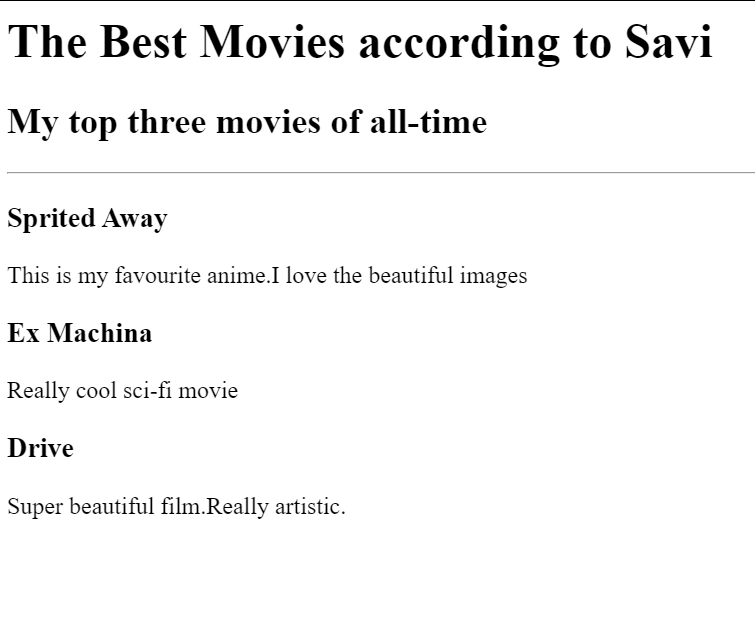 The Best Movies according to Savi
My top three movies of all-time
Sprited Away
This is my favourite anime.I love the beautiful images
Ex Machina
Really cool sci-fi movie
Drive
Super beautiful film.Really artistic.